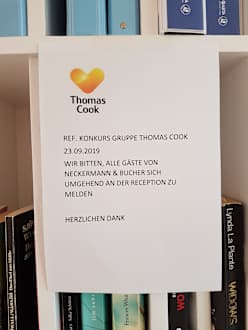 Thomas
Cook
REF. KONKURS GRUPPE THOMAS COOK
23.09.2019
WIR BITTEN, ALLE GÄSTE VON
NECKERMANN & BUCHER SICH
UMGEHEND AN DER RECEPTION ZU
MELDEN.
HERZLICHEN DANK
Lynda La Plante
WIDOWS